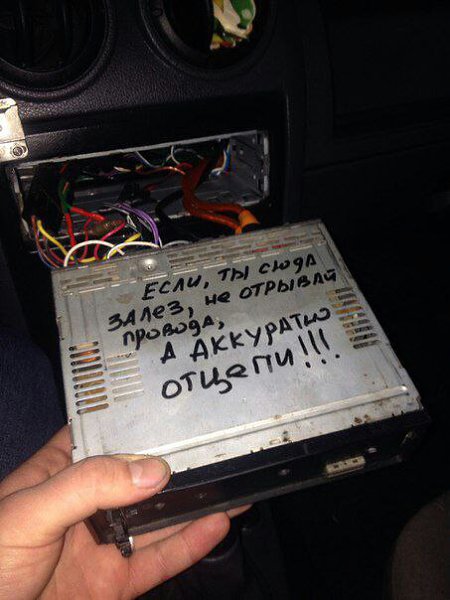 ЕСЛИ, ТЫ СЮДА
ЗАЛЕЗ, НЕ ОТРЫВАЙ
ПРОВОДА,
А АККУРАТНО
ОТЦЕПИ!!!